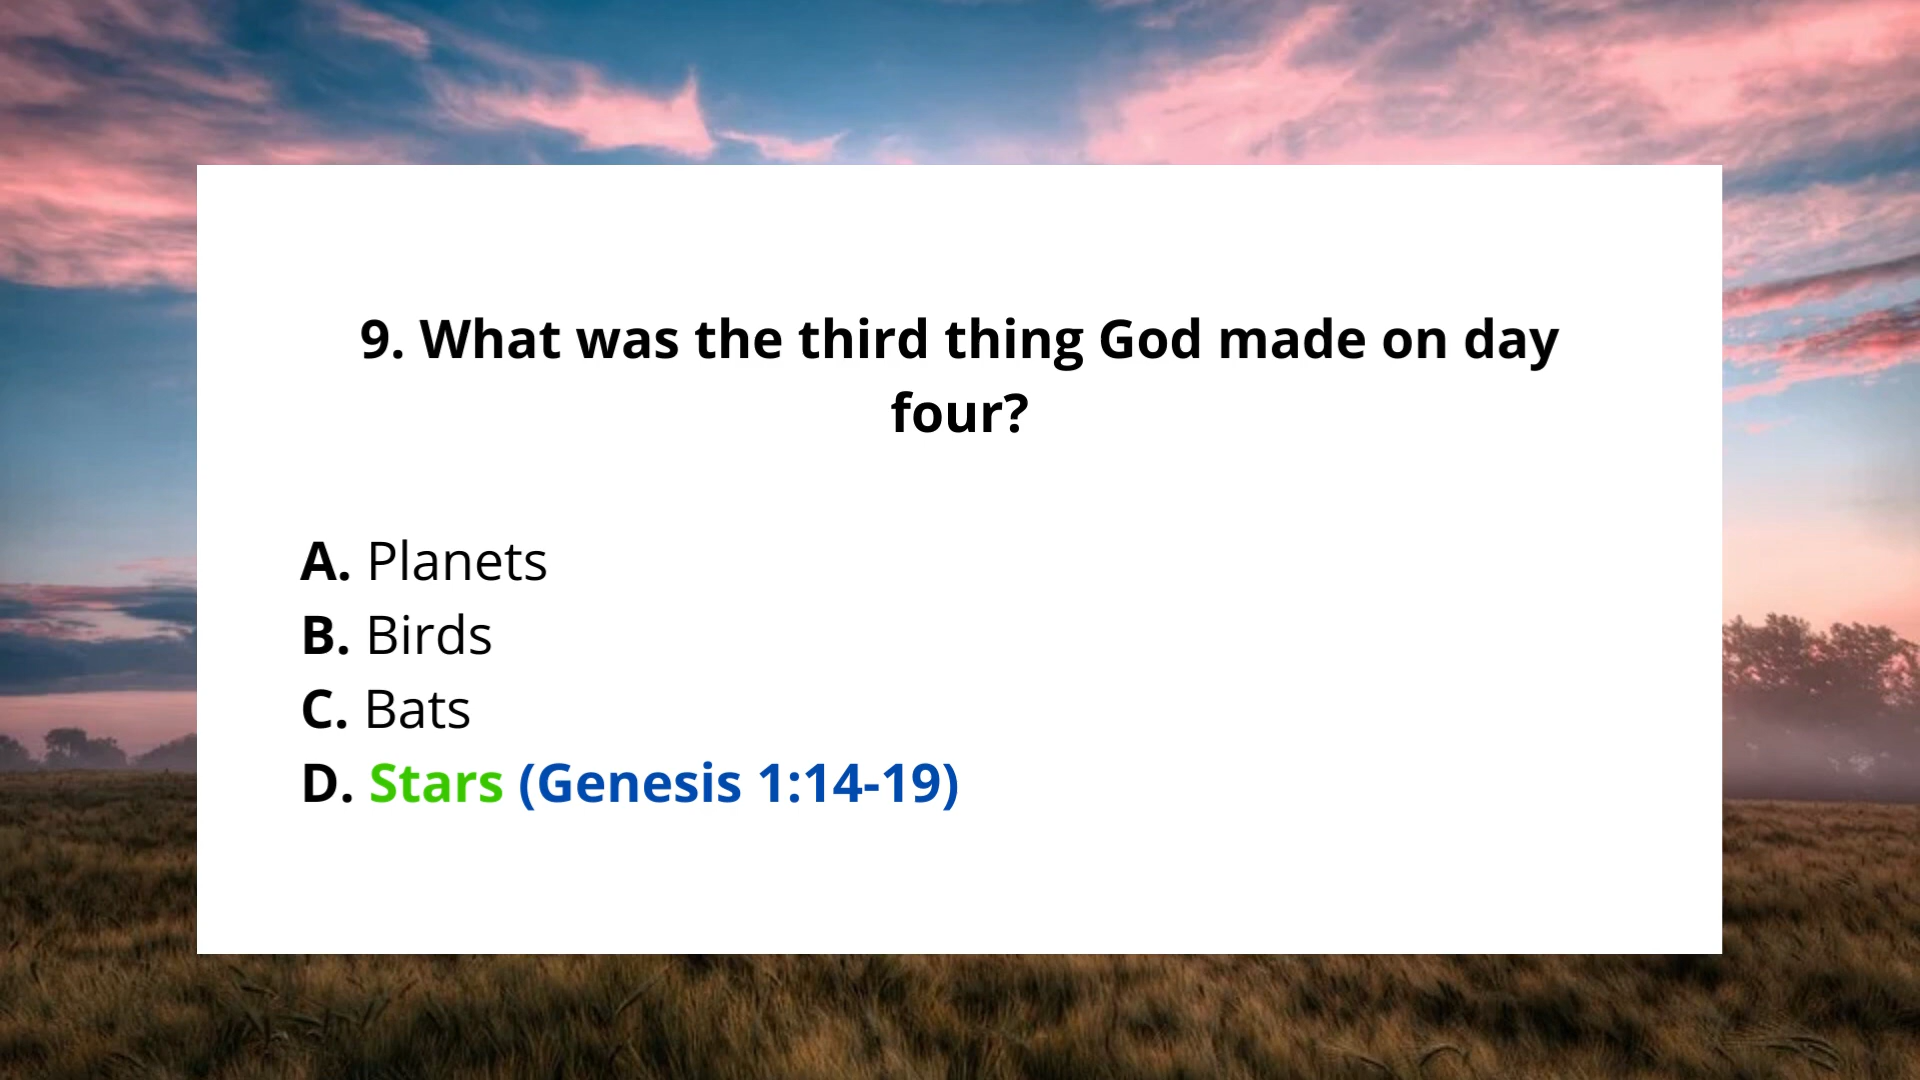 9. What was the third thing God made on day
four?
A. Planets
B. Birds
C. Bats
D. Stars (Genesis 1:14-19)